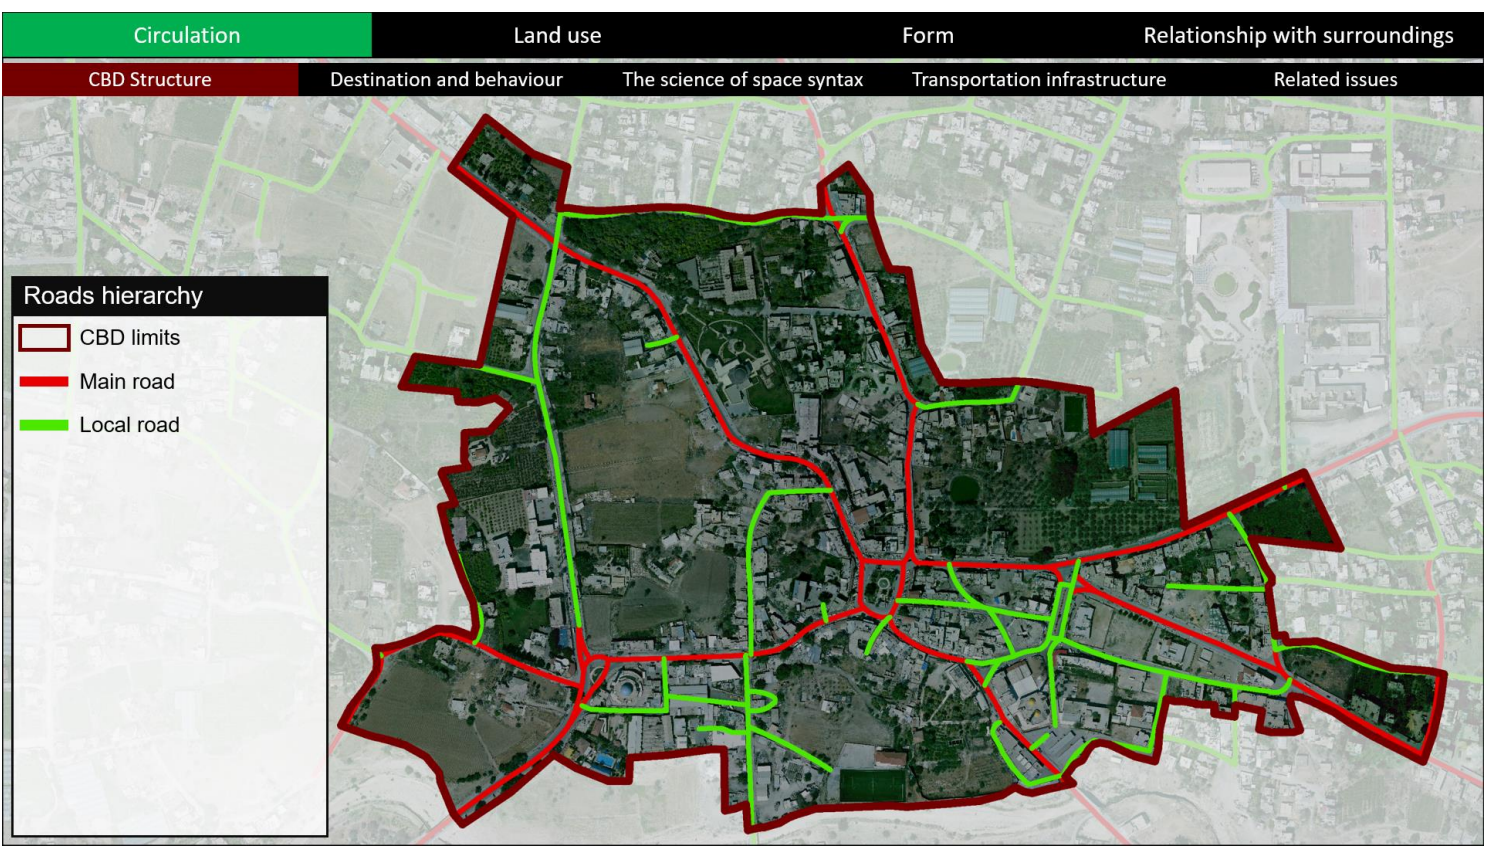 Circulation
Land use
Form
Relationship with surroundings
CBD Structure
Destination and behaviour
The science of space syntax
Transportation infrastructure
Related issues
Roads hierarchy
CBD limits
Main road
Local road